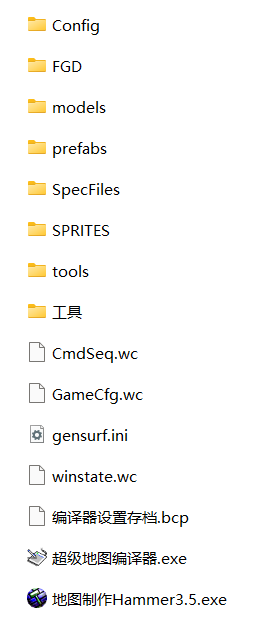 Config
FGD
models
prefabs
SpecFiles
SPRITES
tools
工具
CmdSeq.wc
GameCfg.wc
gensurf.ini
winstate.wc
编译器设置存档.bcp
超级地图编译器.exe
地图制作Hammer3.5.exe